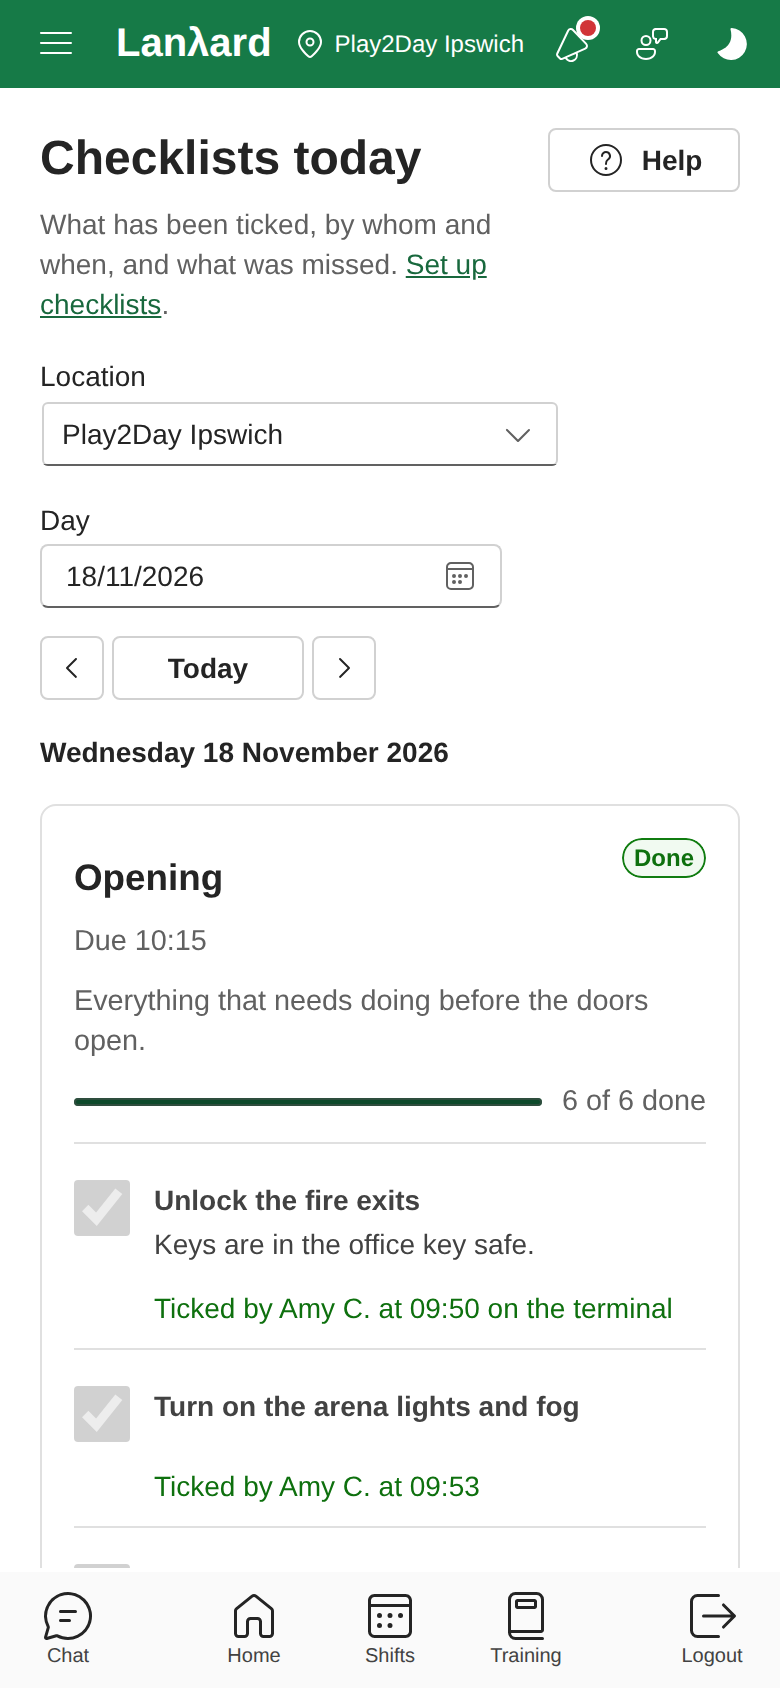 Lanλard
Play2Day Ipswich
Checklists today
Help
What has been ticked, by whom and
when, and what was missed. Set up
checklists.
Location
Play2Day Ipswich
Day
18/11/2026
Today
Wednesday 18 November 2026
Opening
Done
Due 10:15
Everything that needs doing before the doors
open.
6 of 6 done
Unlock the fire exits
Keys are in the office key safe.
Ticked by Amy C. at 09:50 on the terminal
Turn on the arena lights and fog
Ticked by Amy C. at 09:53
Chat
Home
Shifts
Training
Logout